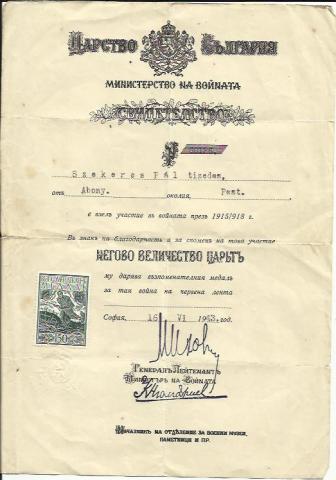 Царство България
Министерство на войната
Свидетелство
Szekeres Pál tizedes,
отъ Abony. околия, Pest.
е взелъ участие въ войната презъ 1915/1918 г.
Въ знакъ на благодарность и за споменъ на това участие
Негово Величество Царьтъ
му дарява възпоменателния медалъ
за тая война на червена лента
София, 16 VI 1943 год.
Генералъ Лейтенантъ
Министъръ на войната
Началникъ на отделение за военни музеи,
паметници и пр.
50